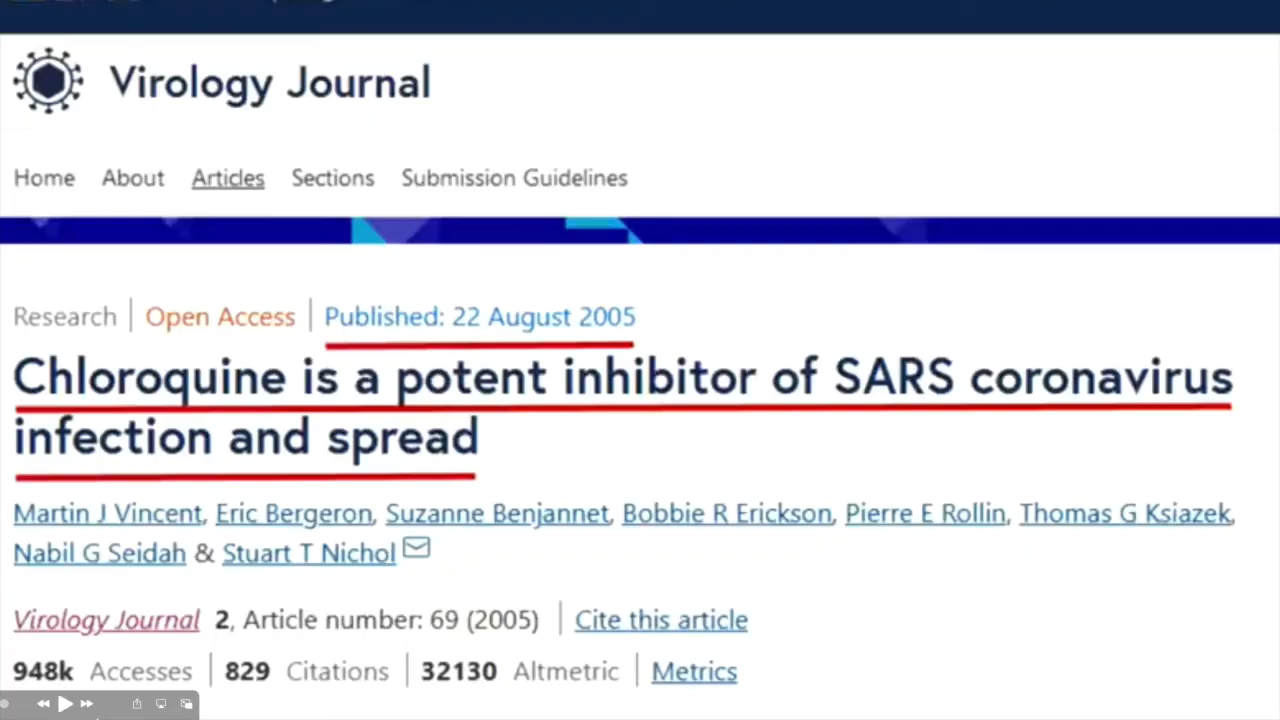 Virology Journal
Home About Articles Sections Submission Guidelines
Research | Open Access | Published: 22 August 2005
Chloroquine is a potent inhibitor of SARS coronavirus
infection and spread
Martin J Vincent, Eric Bergeron, Suzanne Benjannet, Bobbie R Erickson, Pierre E Rollin, Thomas G Ksiazek,
Nabil G Seidah & Stuart T Nichol
Virology Journal 2, Article number: 69 (2005) | Cite this article
948k Accesses | 829 Citations | 32130 Altmetric | Metrics